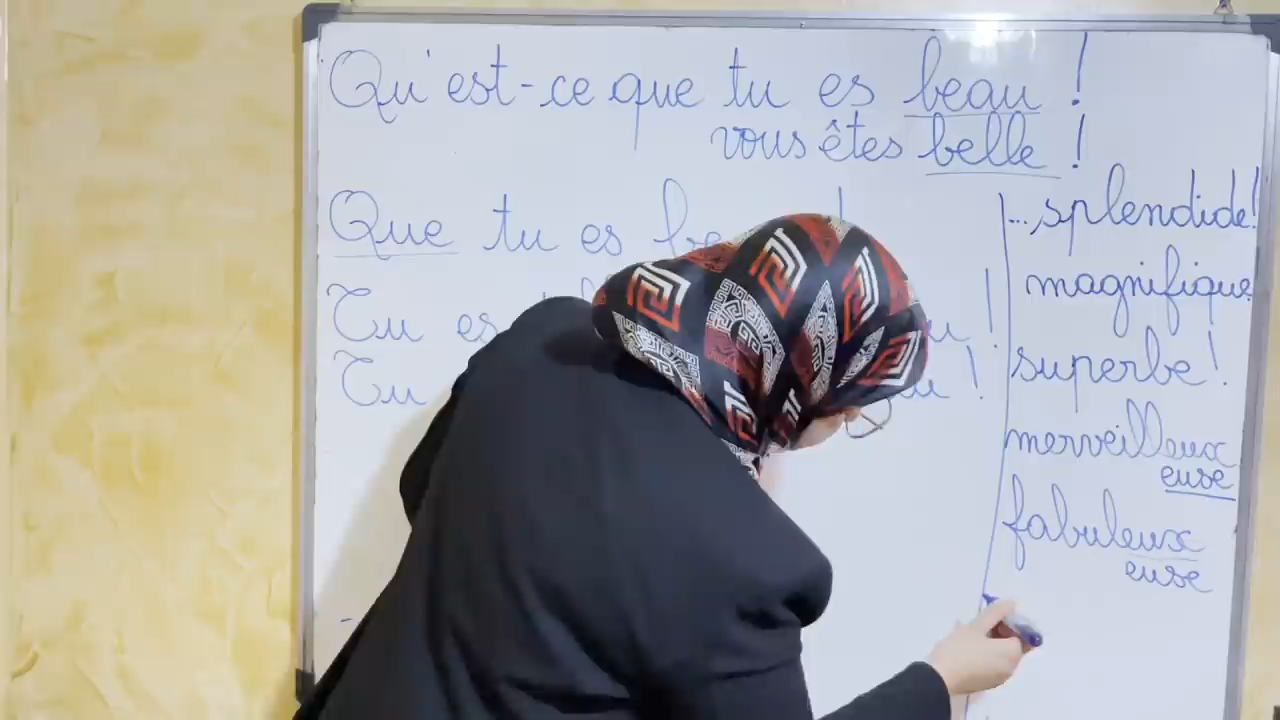 Qu'est-ce que tu es beau !
vous êtes belle !
Que tu es
Tu es
Tu
!
!
...splendide!
magnifique
superbe !
merveilleux
euse
fabuleux
euse